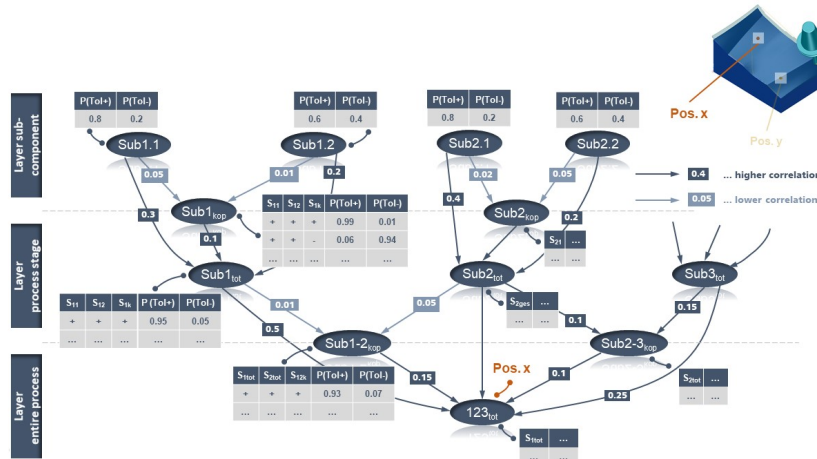 Pos. x
Pos. y
Layer sub-
component
P(Tol+) P(Tol-)
0.8 0.2
P(Tol+) P(Tol-)
0.6 0.4
P(Tol+) P(Tol-)
0.8 0.2
P(Tol+) P(Tol-)
0.6 0.4
Sub1.1
Sub1.2
Sub2.1
Sub2.2
0.05
0.01
0.2
0.02
0.05
0.4 ... higher correlation
0.05 ... lower correlation
0.3
Sub1kop
0.1
S11 S12 S1k P(Tol+) P(Tol-)
+ + + 0.99 0.01
+ + - 0.06 0.94
... ... ... ... ...
0.4
Sub2kop
0.2
S21 ...
... ...
Layer
process stage
Sub1tot
Sub2tot
Sub3tot
S11 S12 S1k P (Tol+) P(Tol-)
+ + + 0.95 0.05
... ... ...
0.01
0.5
0.05
S2ges ...
... ...
0.1
0.15
Sub1-2kop
Sub2-3kop
Layer
entire process
S1tot S2tot S12k P(Tol+) P(Tol-)
+ + + 0.93 0.07
... ... ...
0.15
Pos. x
0.1
0.25
S2tot ...
... ...
123tot
S1tot ...
... ...